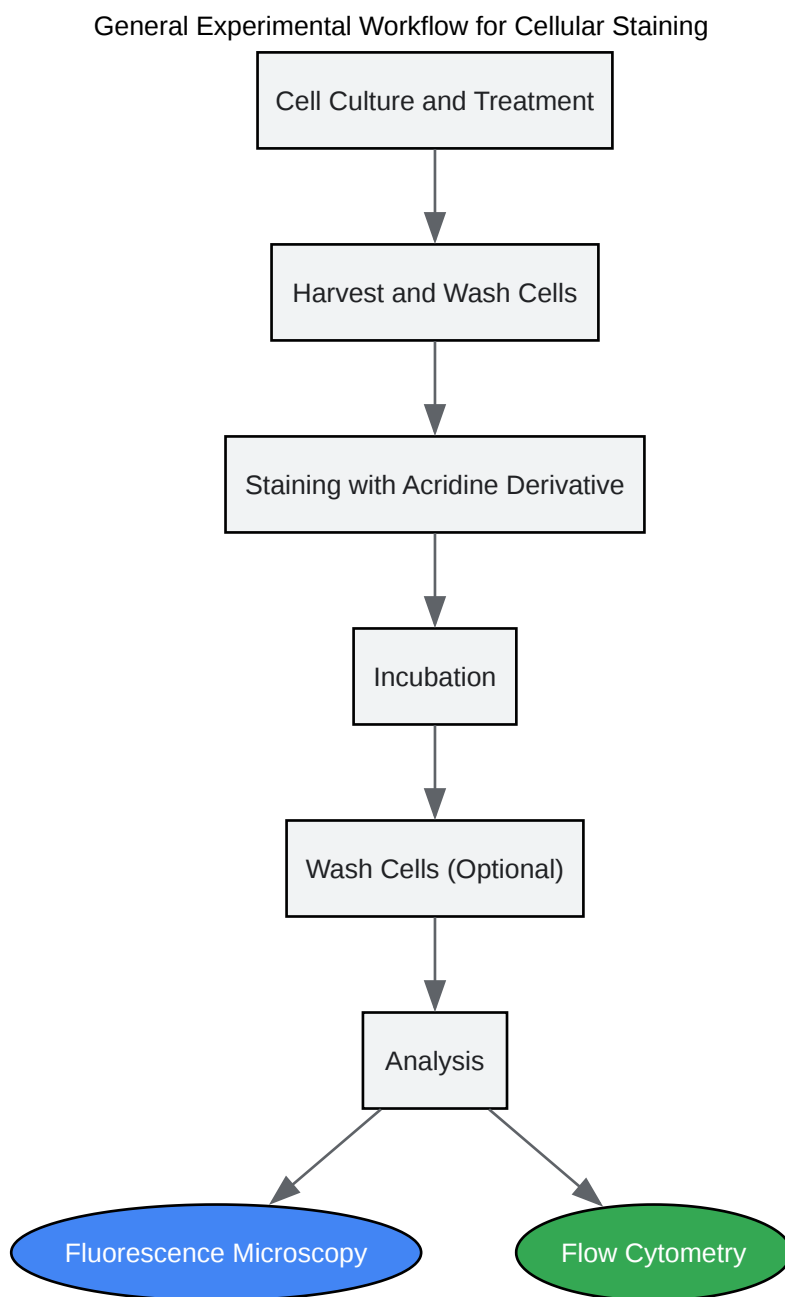 General Experimental Workflow for Cellular Staining
Cell Culture and Treatment
Harvest and Wash Cells
Staining with Acridine Derivative
Incubation
Wash Cells (Optional)
Analysis
Fluorescence Microscopy
Flow Cytometry